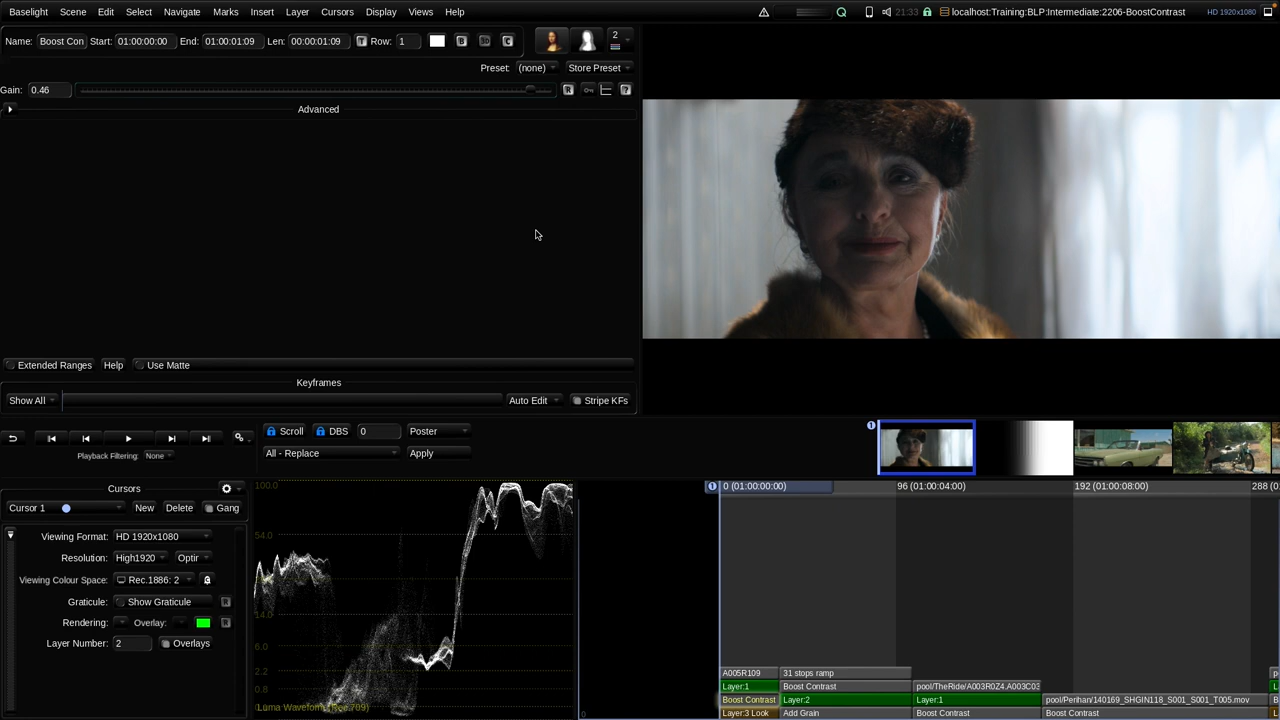 Baselight Scene Edit Select Navigate Marks Insert Layer Cursors Display Views Help 21:33 localhost:Training:BLP:Intermediate:2206-BoostContrast HD 1920x1080
Name: Boost Con Start: 01:00:00:00 End: 01:00:01:09 Len: 00:00:01:09 Row: 1 2
Preset: (none) Store Preset
Gain: 0.46
Advanced
Extended Ranges Help Use Matte
Keyframes
Show All Auto Edit Stripe KFs
Scroll DBS 0 Poster
All - Replace Apply
Playback Filtering: None
Cursors
Cursor 1 New Delete Gang
Viewing Format: HD 1920x1080
Resolution: High1920 Optir
Viewing Colour Space: Rec.1886: 2
Graticule: Show Graticule R
Rendering: Overlay: R
Layer Number: 2 Overlays
100.0
54.0
14.0
6.0
2.2
0.8
Luma Waveform (Rec.709)
0
1 0 (01:00:00:00) 96 (01:00:04:00) 192 (01:00:08:00) 288 (0
A005R109 31 stops ramp
Layer:1 Boost Contrast pool/TheRide/A003R0Z4.A003C03
Boost Contrast Layer:2 Layer:1 pool/Perihan/140169_SHGIN118_S001_S001_T005.mov
Layer:3 Look Add Grain Boost Contrast Boost Contrast